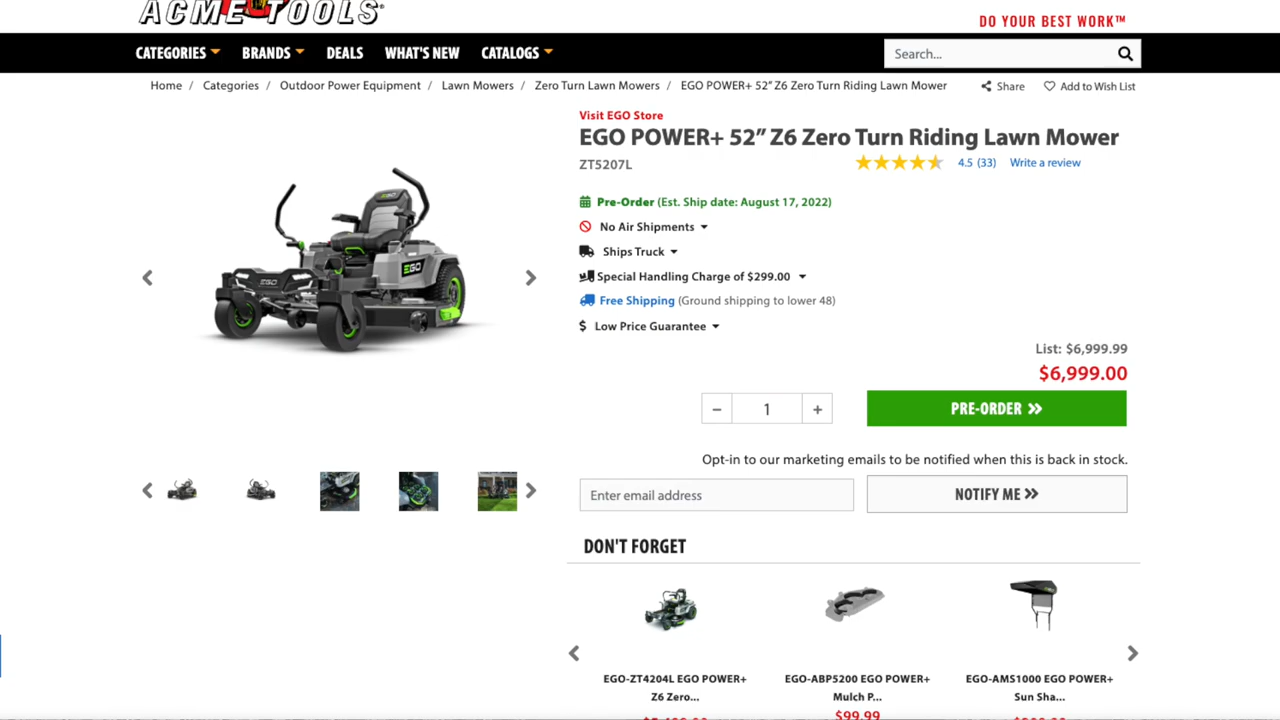 ACME TOOLS
DO YOUR BEST WORK™
CATEGORIES BRANDS DEALS WHAT'S NEW CATALOGS
Search...
Home / Categories / Outdoor Power Equipment / Lawn Mowers / Zero Turn Lawn Mowers / EGO POWER+ 52” Z6 Zero Turn Riding Lawn Mower
Share Add to Wish List
Visit EGO Store
EGO POWER+ 52” Z6 Zero Turn Riding Lawn Mower
ZT5207L
4.5 (33) Write a review
Pre-Order (Est. Ship date: August 17, 2022)
No Air Shipments
Ships Truck
Special Handling Charge of $299.00
Free Shipping (Ground shipping to lower 48)
$ Low Price Guarantee
List: $6,999.99
$6,999.00
− 1 +
PRE-ORDER
Opt-in to our marketing emails to be notified when this is back in stock.
Enter email address
NOTIFY ME
EGO
EGO
EGO
DON'T FORGET
EGO-ZT4204L EGO POWER+
Z6 Zero...
EGO-ABP5200 EGO POWER+
Mulch P...
$99.99
EGO-AMS1000 EGO POWER+
Sun Sha...